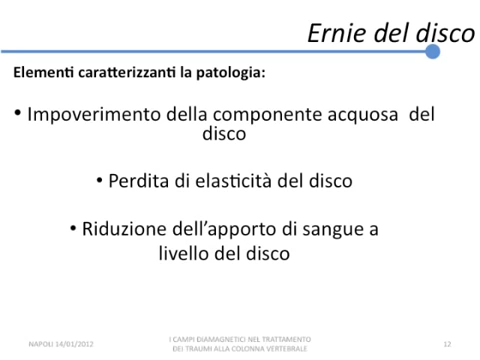 Ernie del disco
Elementi caratterizzanti la patologia:
• Impoverimento della componente acquosa del
disco
• Perdita di elasticità del disco
• Riduzione dell’apporto di sangue a
livello del disco
NAPOLI 14/01/2012
I CAMPI DIAMAGNETICI NEL TRATTAMENTO
DEI TRAUMI ALLA COLONNA VERTEBRALE
12